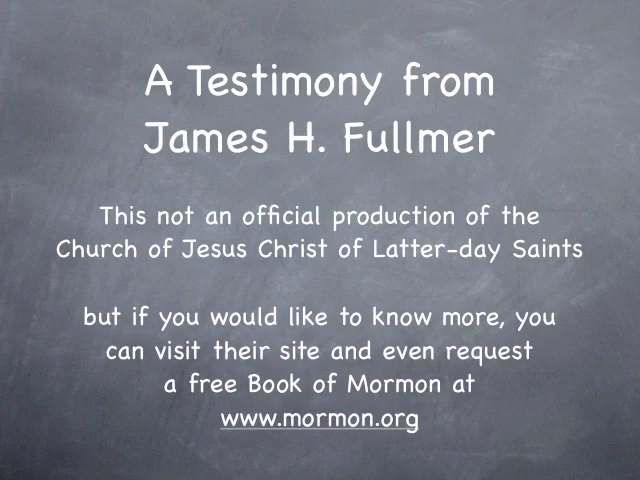 A Testimony from
James H. Fullmer
This not an official production of the
Church of Jesus Christ of Latter-day Saints
but if you would like to know more, you
can visit their site and even request
a free Book of Mormon at
www.mormon.org